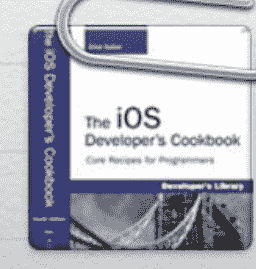 The iOS Developer's Cookbook
The iOS
Developer's Cookbook
Core Recipes for Programmers
Developer's Library